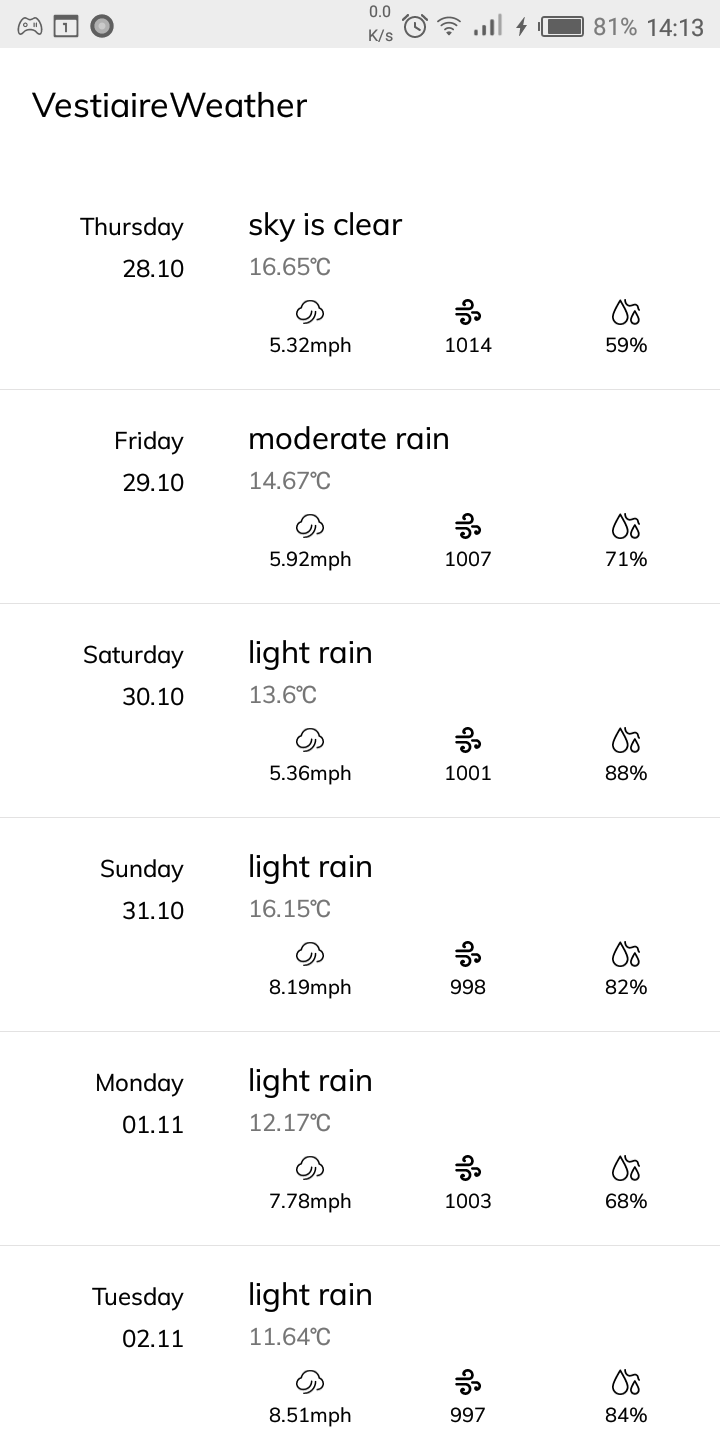 0.0
K/s
1
81% 14:13
VestiaireWeather
Thursday
28.10
sky is clear
16.65℃
5.32mph 1014 59%
Friday
29.10
moderate rain
14.67℃
5.92mph 1007 71%
Saturday
30.10
light rain
13.6℃
5.36mph 1001 88%
Sunday
31.10
light rain
16.15℃
8.19mph 998 82%
Monday
01.11
light rain
12.17℃
7.78mph 1003 68%
Tuesday
02.11
light rain
11.64℃
8.51mph 997 84%